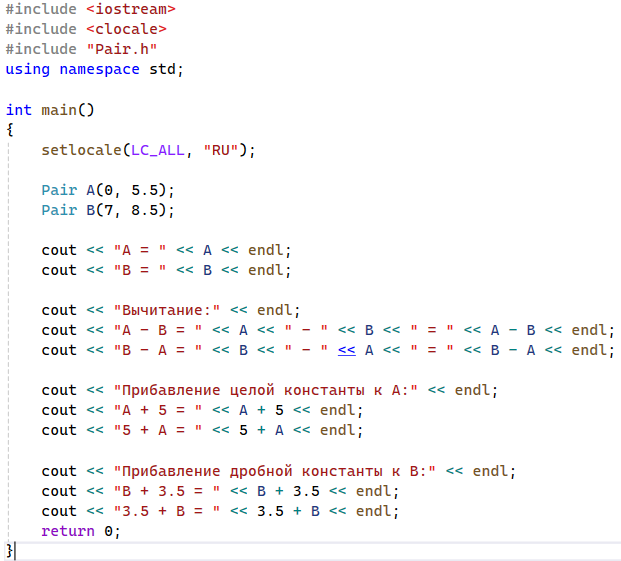 #include <iostream>
#include <clocale>
#include "Pair.h"
using namespace std;

int main()
{
    setlocale(LC_ALL, "RU");

    Pair A(0, 5.5);
    Pair B(7, 8.5);

    cout << "A = " << A << endl;
    cout << "B = " << B << endl;

    cout << "Вычитание:" << endl;
    cout << "A - B = " << A << " - " << B << " = " << A - B << endl;
    cout << "B - A = " << B << " - " << A << " = " << B - A << endl;

    cout << "Прибавление целой константы к A:" << endl;
    cout << "A + 5 = " << A + 5 << endl;
    cout << "5 + A = " << 5 + A << endl;

    cout << "Прибавление дробной константы к B:" << endl;
    cout << "B + 3.5 = " << B + 3.5 << endl;
    cout << "3.5 + B = " << 3.5 + B << endl;
    return 0;
}